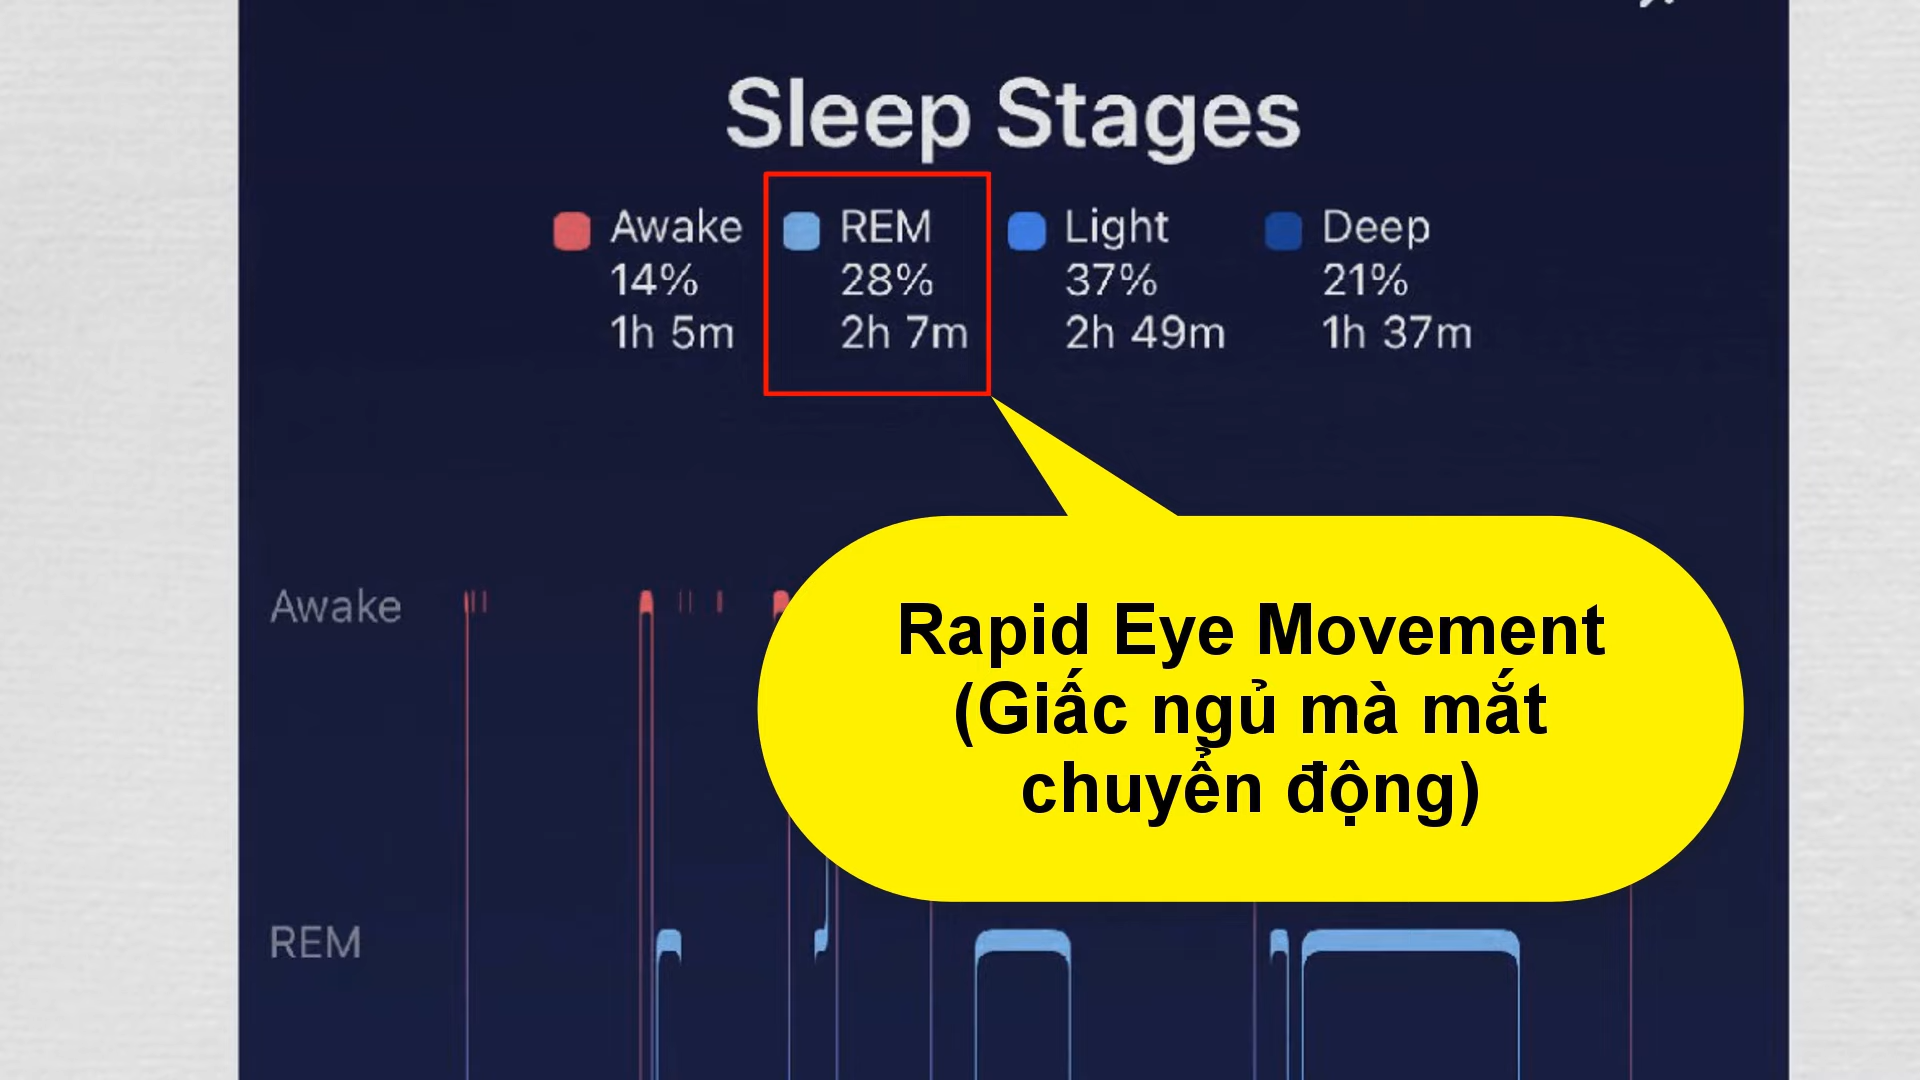 Sleep Stages
Awake REM Light Deep
14% 28% 37% 21%
1h 5m 2h 7m 2h 49m 1h 37m
Awake
Rapid Eye Movement
(Giấc ngủ mà mắt
chuyển động)
REM